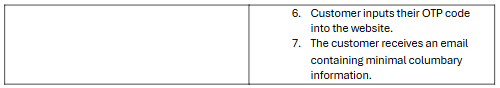 6. Customer inputs their OTP code
into the website.
7. The customer receives an email
containing minimal columbary
information.